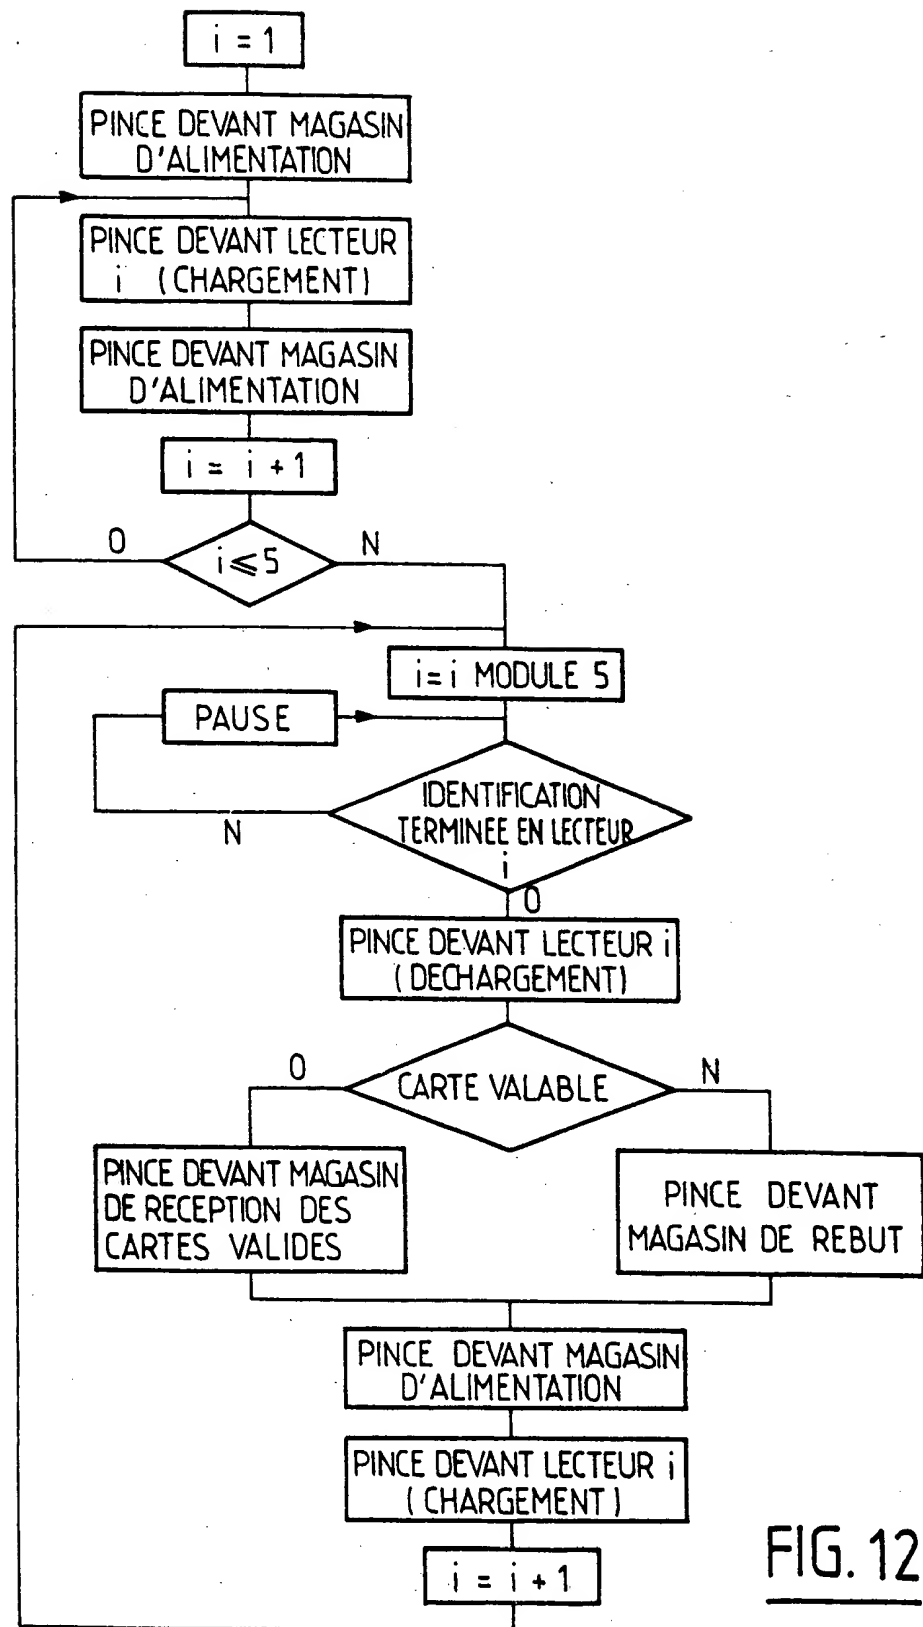 i = 1
PINCE DEVANT MAGASIN
D'ALIMENTATION
PINCE DEVANT LECTEUR
i (CHARGEMENT)
PINCE DEVANT MAGASIN
D'ALIMENTATION
i = i + 1
O
i ≤ 5
N
i = i MODULE 5
PAUSE
IDENTIFICATION
TERMINEE EN LECTEUR
i
N
O
PINCE DEVANT LECTEUR i
(DECHARGEMENT)
O
CARTE VALABLE
N
PINCE DEVANT MAGASIN
DE RECEPTION DES
CARTES VALIDES
PINCE DEVANT
MAGASIN DE REBUT
PINCE DEVANT MAGASIN
D'ALIMENTATION
PINCE DEVANT LECTEUR i
(CHARGEMENT)
i = i + 1
FIG. 12